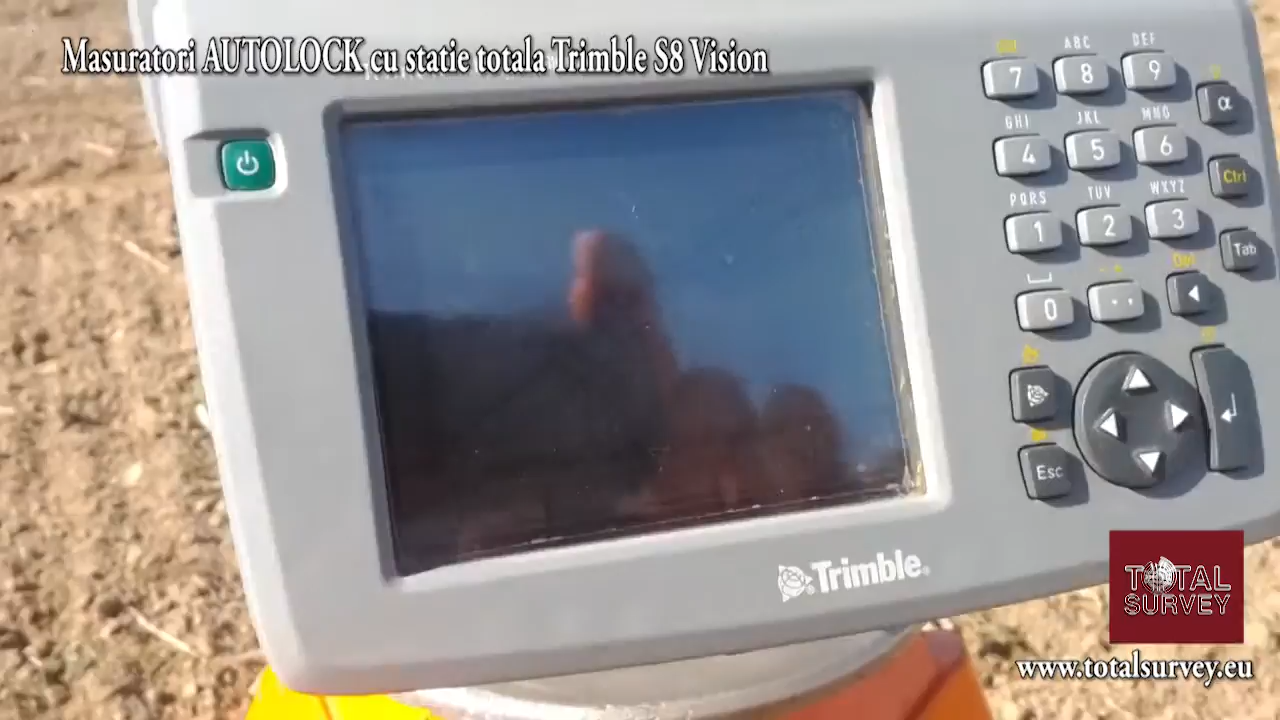 Masuratori AUTOLOCK cu statie totala Trimble S8 Vision
ABC
DEF
7
8
9
α
GHI
JKL
MNO
4
5
6
Ctrl
PQRS
TUV
WXYZ
1
2
3
Tab
Del
0
Esc
Trimble
TOTAL
SURVEY
www.totalsurvey.eu